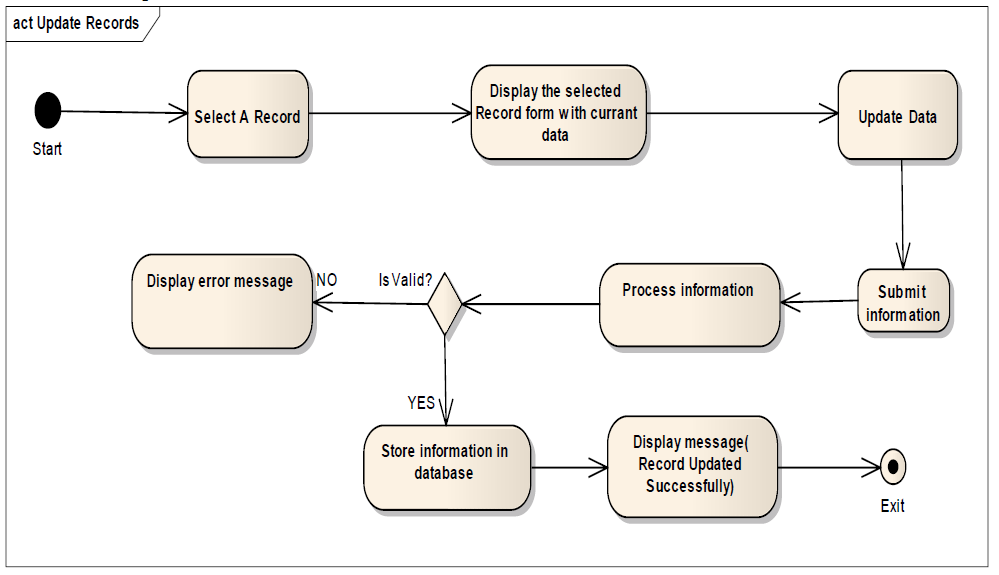 act Update Records
Start
Select A Record
Display the selected
Record form with currant
data
Update Data
Display error message
NO
Is Valid?
Process information
Submit
information
YES
Store information in
database
Display message(
Record Updated
Successfully)
Exit